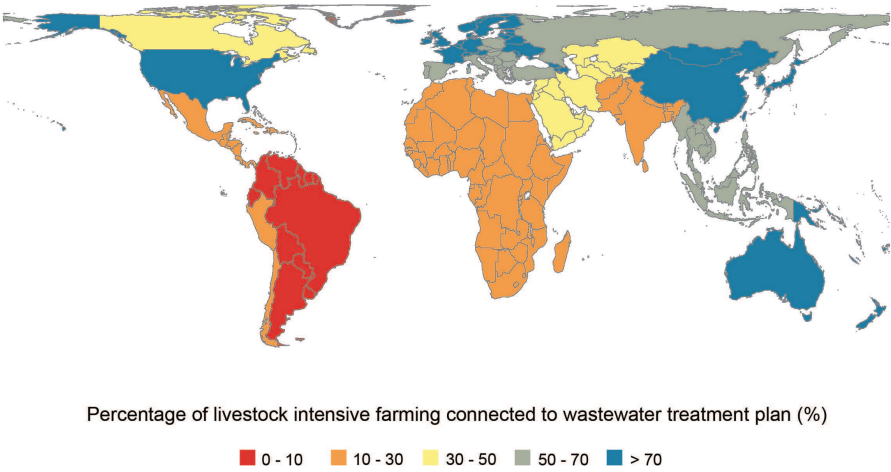 Percentage of livestock intensive farming connected to wastewater treatment plan (%)
0 - 10 10 - 30 30 - 50 50 - 70 > 70